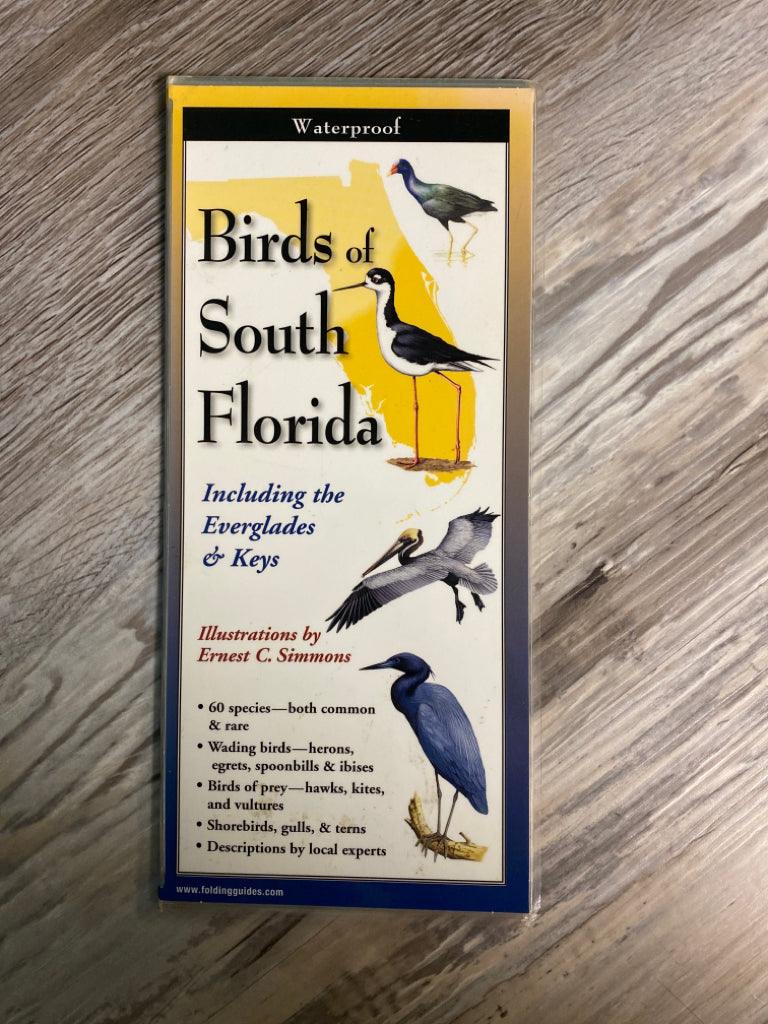 Waterproof
Birds of
South
Florida
Including the
Everglades
& Keys
Illustrations by
Ernest C. Simmons
• 60 species—both common
& rare
• Wading birds—herons,
egrets, spoonbills & ibises
• Birds of prey—hawks, kites,
and vultures
• Shorebirds, gulls, & terns
• Descriptions by local experts
www.foldingguides.com